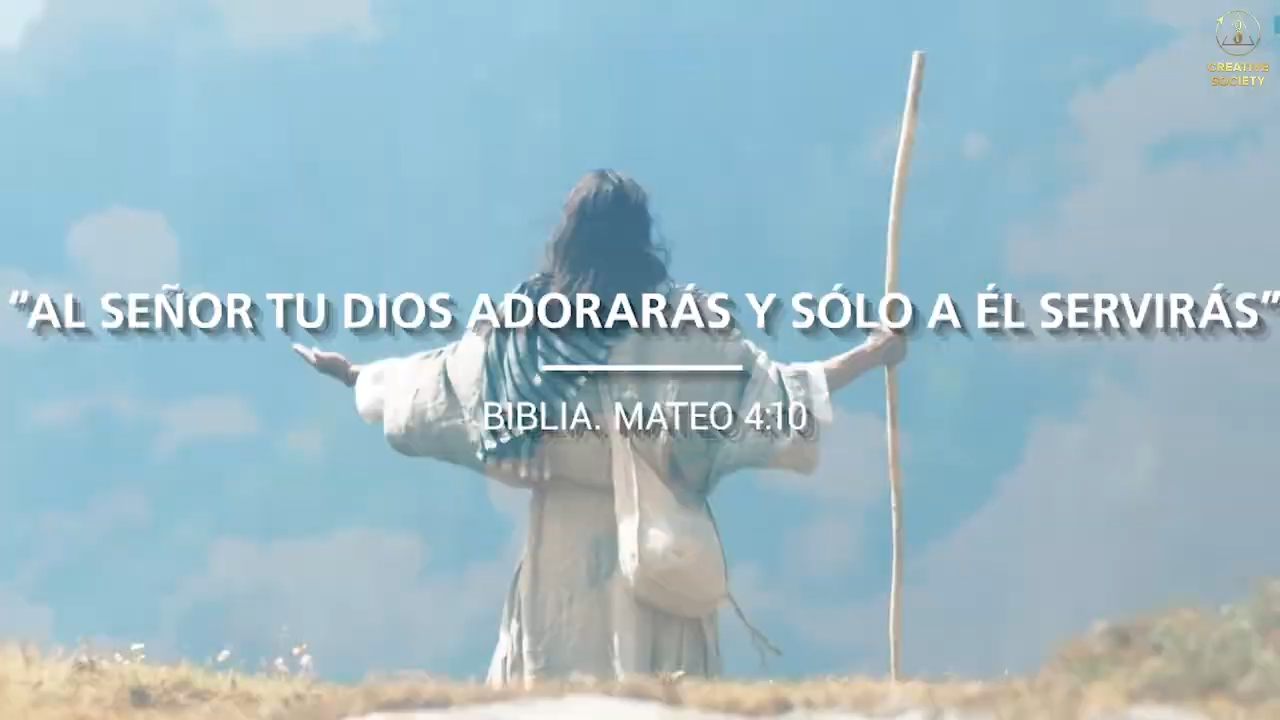 CREATIVE
SOCIETY
“AL SEÑOR TU DIOS ADORARÁS Y SÓLO A ÉL SERVIRÁS”
BIBLIA. MATEO 4:10